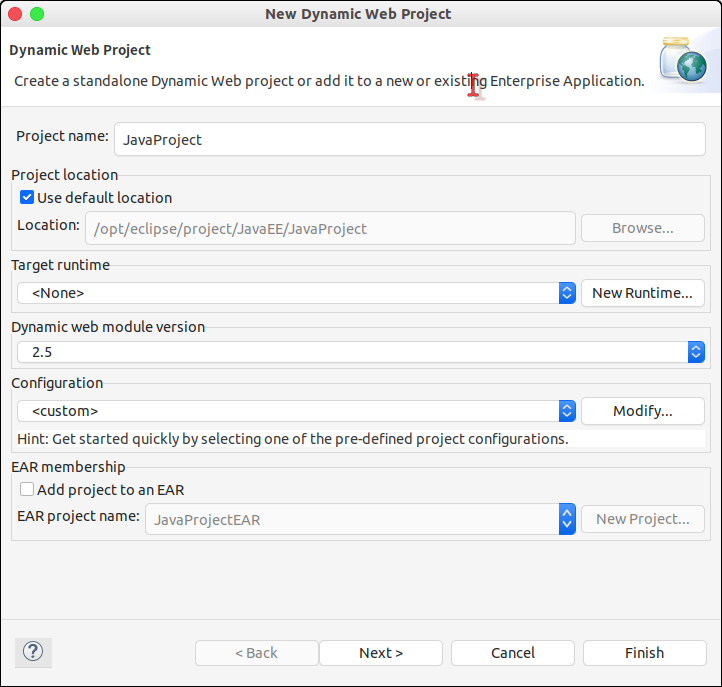 New Dynamic Web Project
Dynamic Web Project
Create a standalone Dynamic Web project or add it to a new or existing Enterprise Application.
Project name: JavaProject
Project location
Use default location
Location: /opt/eclipse/project/JavaEE/JavaProject Browse...
Target runtime
<None> New Runtime...
Dynamic web module version
2.5
Configuration
<custom> Modify...
Hint: Get started quickly by selecting one of the pre-defined project configurations.
EAR membership
Add project to an EAR
EAR project name: JavaProjectEAR New Project...
? < Back Next > Cancel Finish